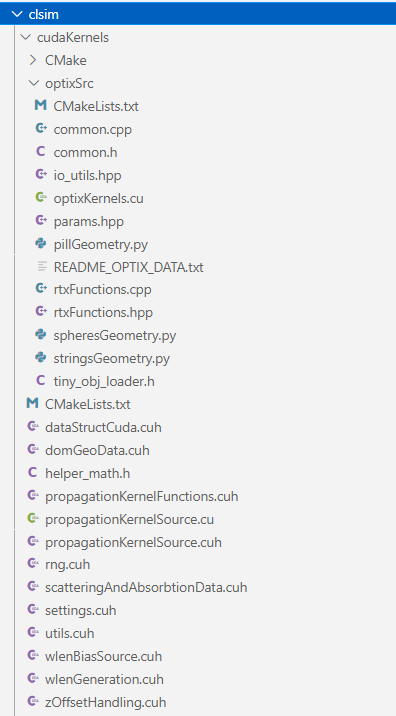 clsim
cudaKernels
CMake
optixSrc
CMakeLists.txt
common.cpp
common.h
io_utils.hpp
optixKernels.cu
params.hpp
pillGeometry.py
README_OPTIX_DATA.txt
rtxFunctions.cpp
rtxFunctions.hpp
spheresGeometry.py
stringsGeometry.py
tiny_obj_loader.h
CMakeLists.txt
dataStructCuda.cuh
domGeoData.cuh
helper_math.h
propagationKernelFunctions.cuh
propagationKernelSource.cu
propagationKernelSource.cuh
rng.cuh
scatteringAndAbsorbtionData.cuh
settings.cuh
utils.cuh
wlenBiasSource.cuh
wlenGeneration.cuh
zOffsetHandling.cuh